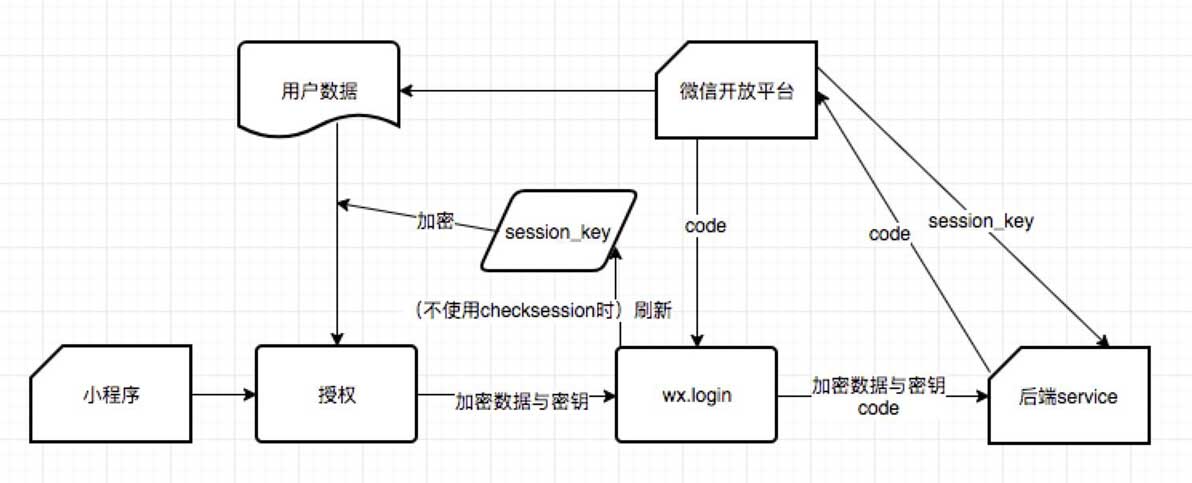 用户数据
微信开放平台
加密
session_key
code
code
session_key
（不使用checksession时）刷新
小程序
授权
加密数据与密钥
wx.login
加密数据与密钥
code
后端service